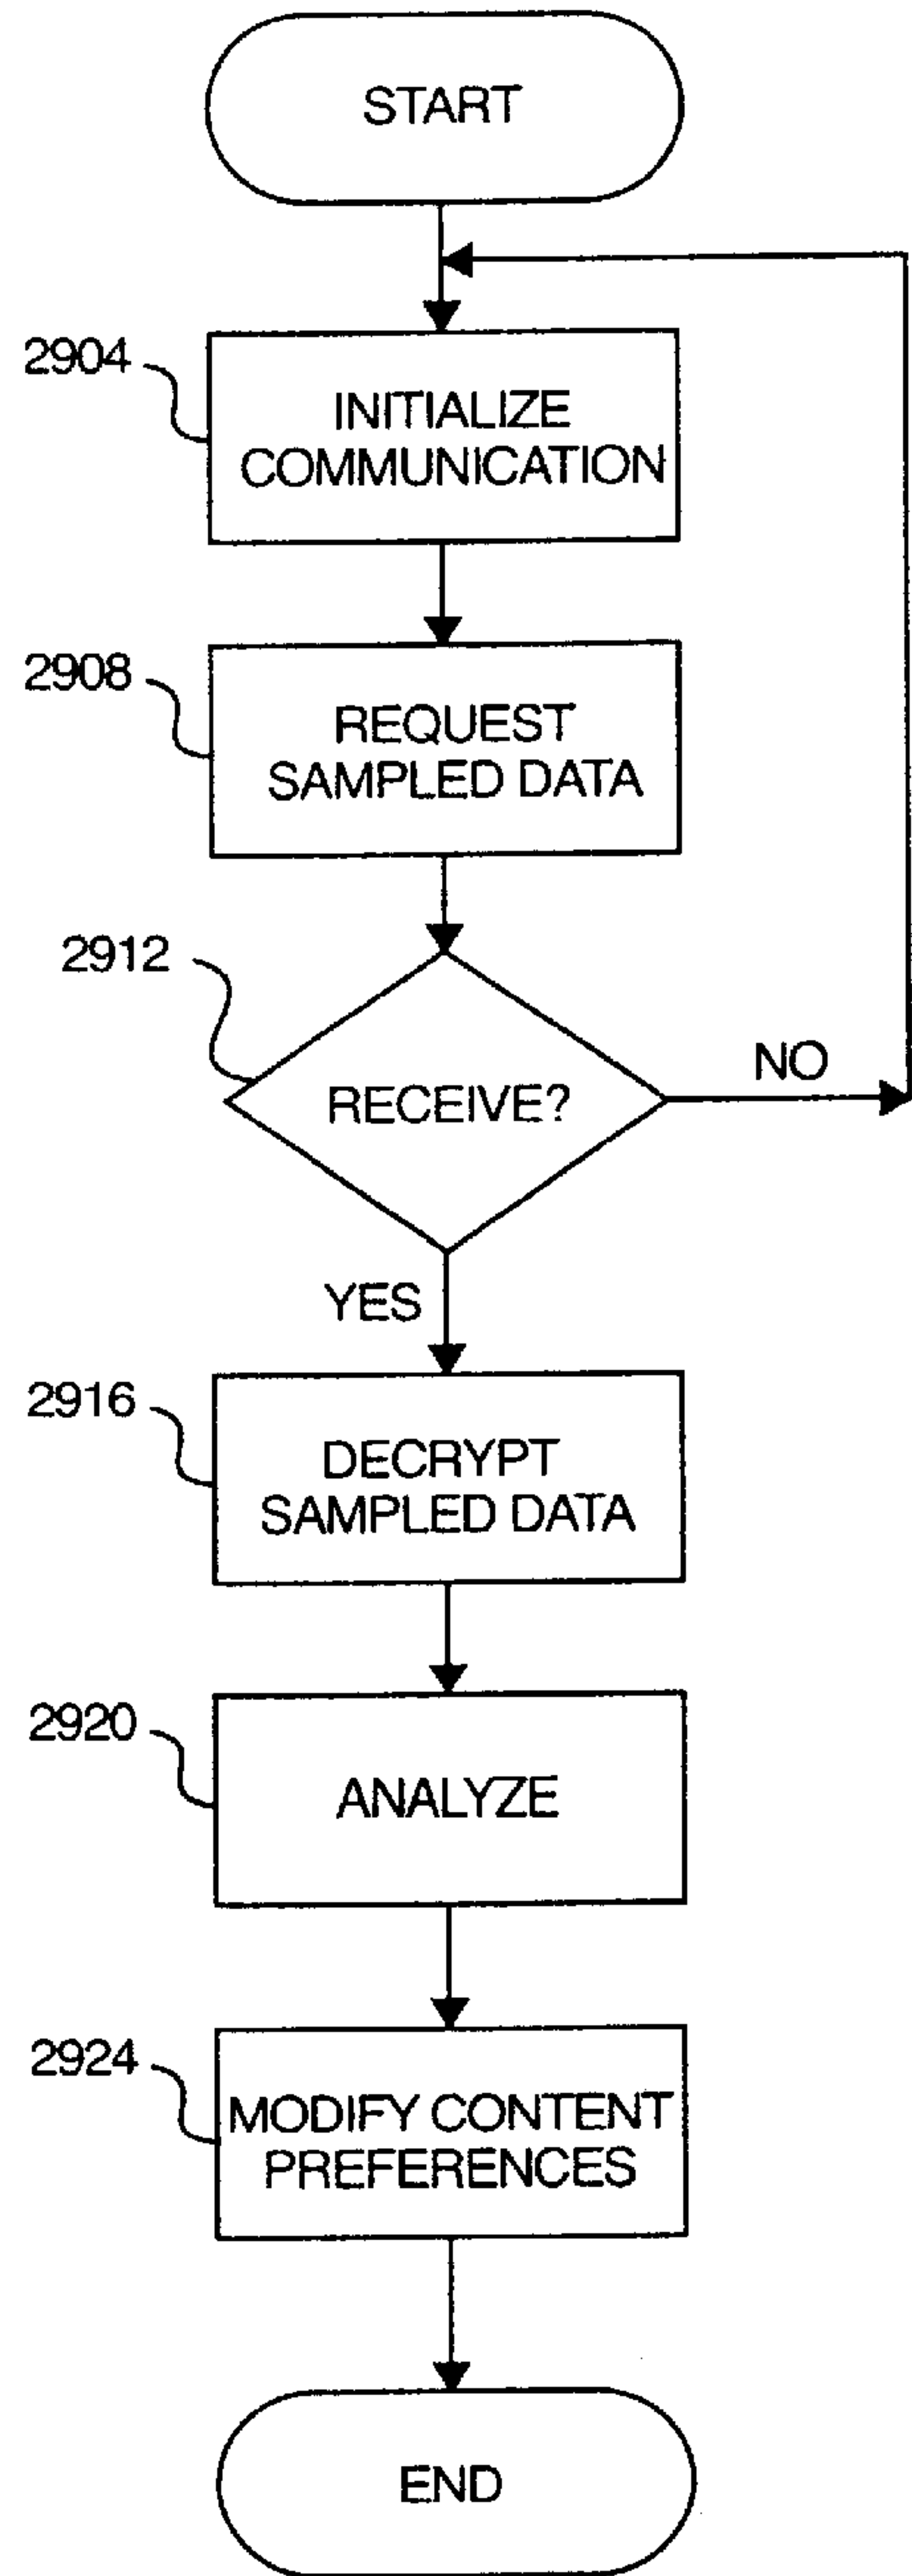 START
2904
INITIALIZE
COMMUNICATION
2908
REQUEST
SAMPLED DATA
2912
RECEIVE?
NO
YES
2916
DECRYPT
SAMPLED DATA
2920
ANALYZE
2924
MODIFY CONTENT
PREFERENCES
END